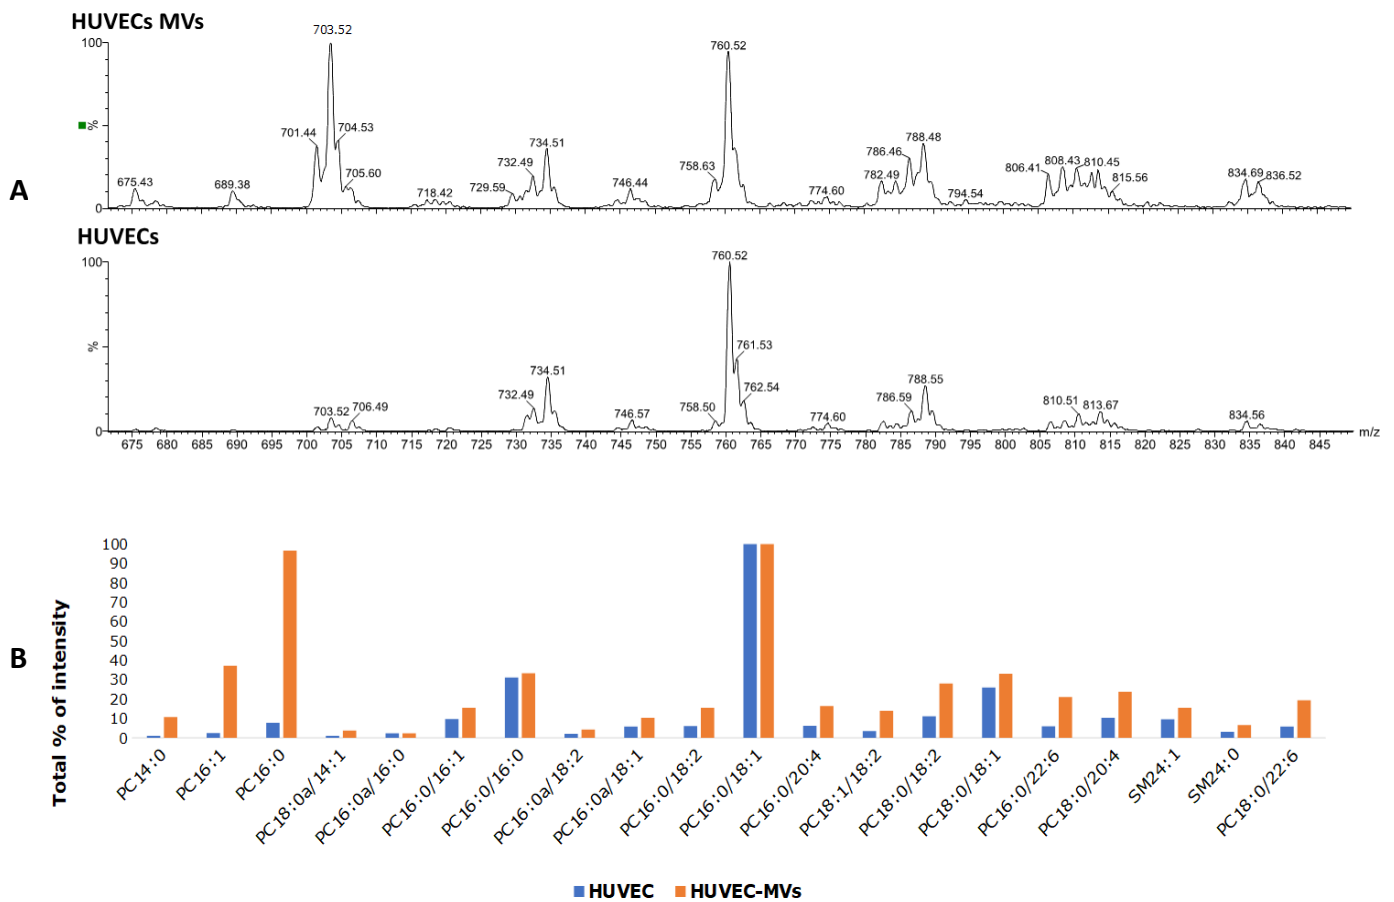 HUVECs MVs
703.52
100
760.52
701.44
704.53
%
732.49
734.51
788.48
786.46
A
675.43
689.38
705.60
729.59
746.44
758.63
782.49
806.41
808.43
810.45
834.69
836.52
718.42
774.60
794.54
815.56
0
HUVECs
760.52
100
%
761.53
734.51
762.54
788.55
732.49
786.59
703.52
706.49
746.57
758.50
774.60
810.51
813.67
834.56
0
m/z
675 680 685 690 695 700 705 710 715 720 725 730 735 740 745 750 755 760 765 770 775 780 785 790 795 800 805 810 815 820 825 830 835 840 845
B
Total % of intensity
100
90
80
70
60
50
40
30
20
10
0
PC14:0
PC16:1
PC16:0
PC18:0a/14:1
PC16:0a/16:0
PC16:0/16:1
PC16:0/16:0
PC16:0a/18:2
PC16:0a/18:1
PC16:0/18:2
PC16:0/18:1
PC16:0/20:4
PC18:1/18:2
PC18:0/18:2
PC18:0/18:1
PC16:0/22:6
PC18:0/20:4
SM24:1
SM24:0
PC18:0/22:6
HUVEC HUVEC-MVs